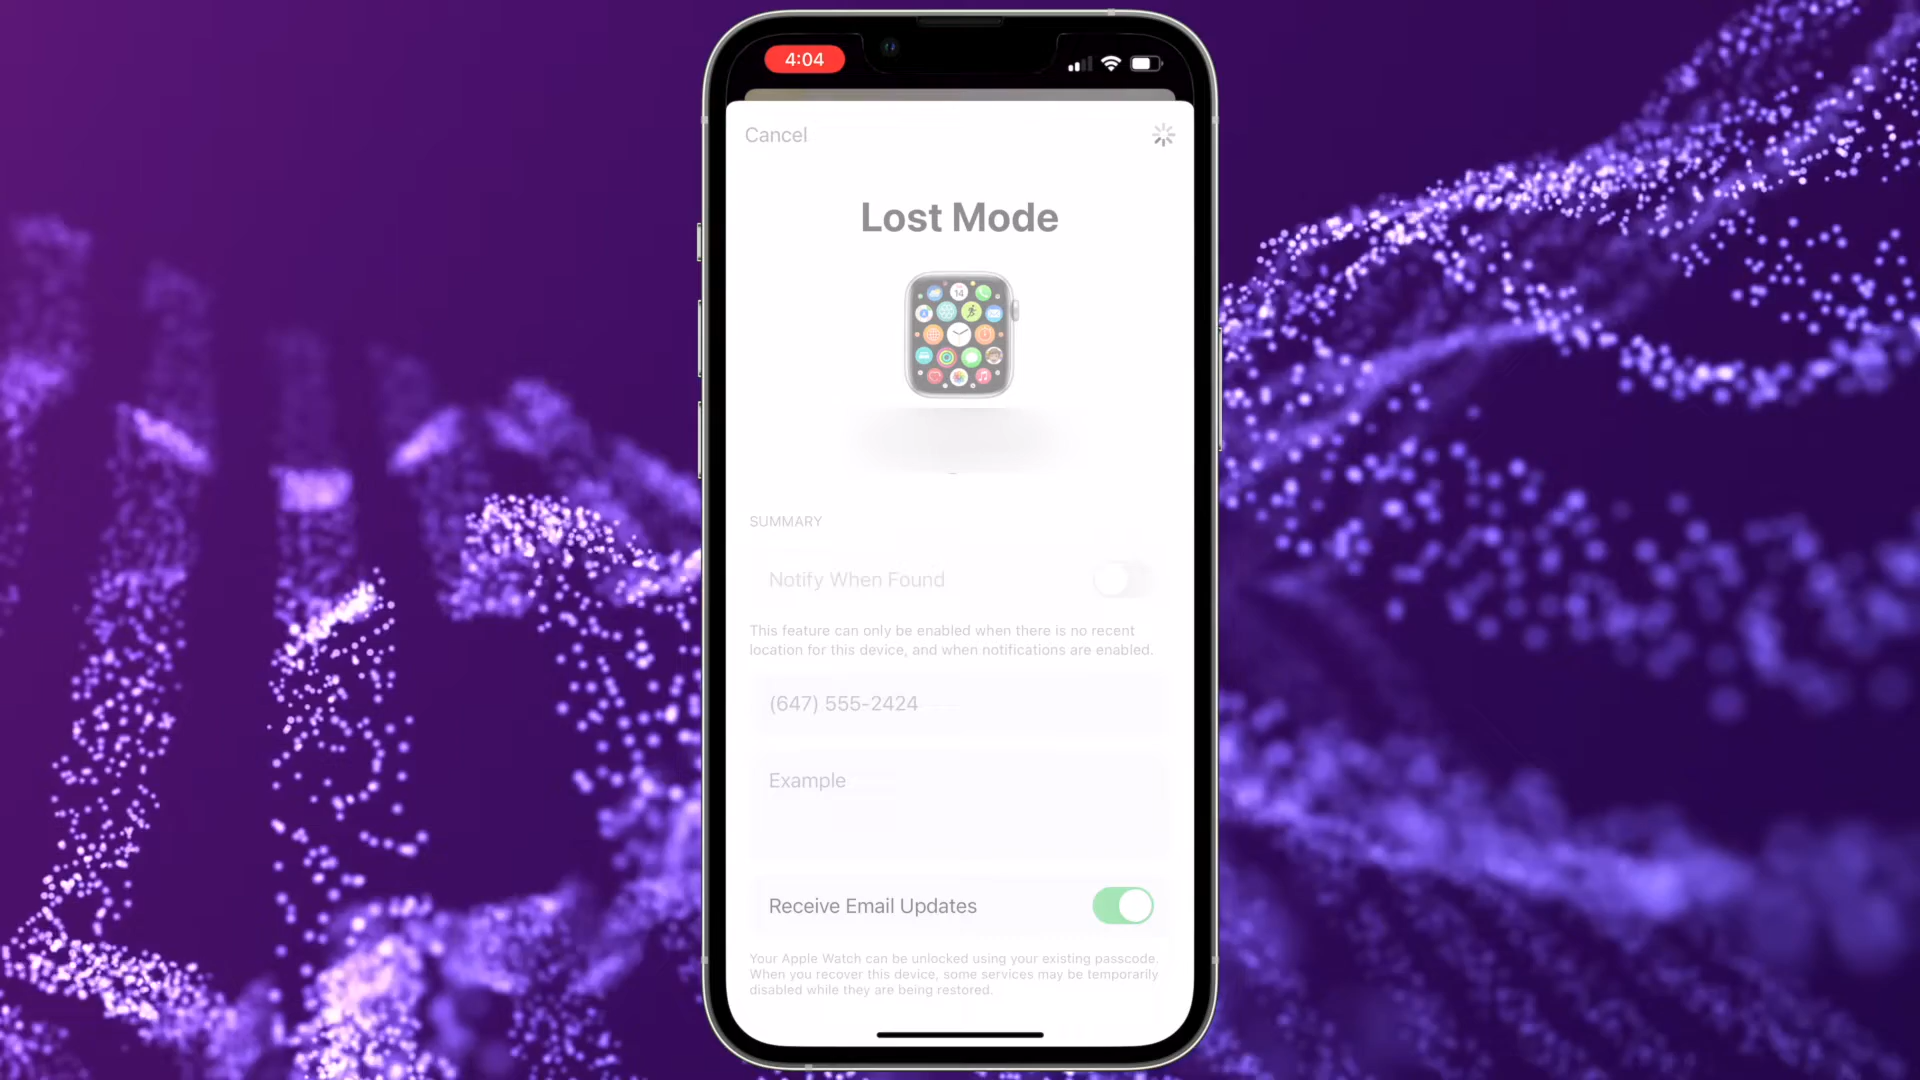 4:04
Cancel
Lost Mode
14
SUMMARY
Notify When Found
This feature can only be enabled when there is no recent
location for this device, and when notifications are enabled.
(647) 555-2424
Example
Receive Email Updates
Your Apple Watch can be unlocked using your existing passcode.
When you recover this device, some services may be temporarily
disabled while they are being restored.